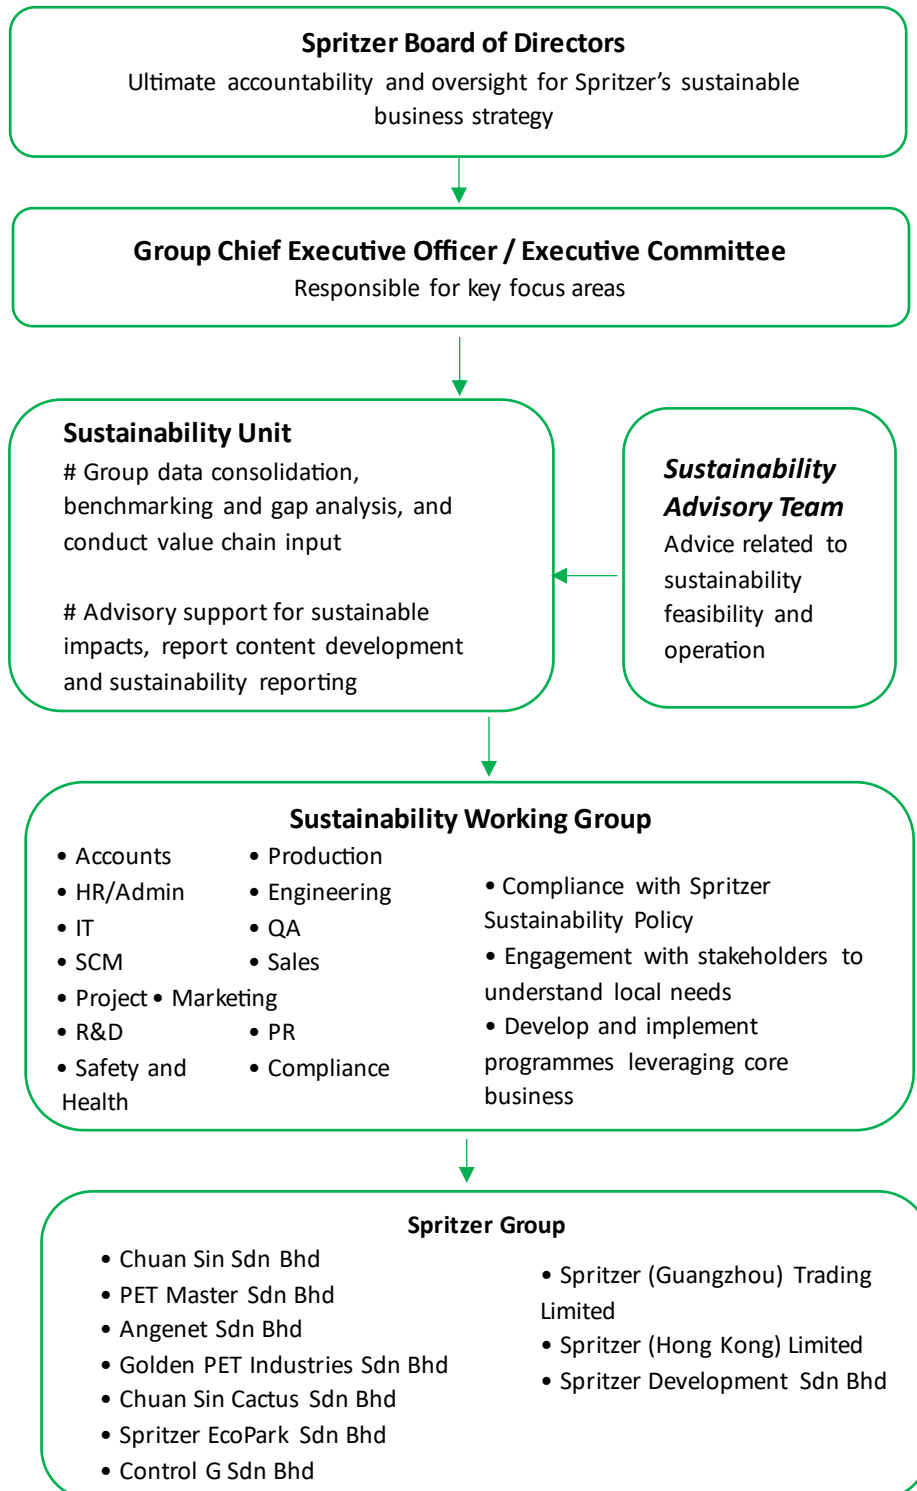 Spritzer Board of Directors
Ultimate accountability and oversight for Spritzer’s sustainable
business strategy
Group Chief Executive Officer / Executive Committee
Responsible for key focus areas
Sustainability Unit
# Group data consolidation,
benchmarking and gap analysis, and
conduct value chain input
# Advisory support for sustainable
impacts, report content development
and sustainability reporting
Sustainability
Advisory Team
Advice related to
sustainability
feasibility and
operation
Sustainability Working Group
• Accounts
• HR/Admin
• IT
• SCM
• Project • Marketing
• R&D
• Safety and
Health
• Production
• Engineering
• QA
• Sales
• PR
• Compliance
• Compliance with Spritzer
Sustainability Policy
• Engagement with stakeholders to
understand local needs
• Develop and implement
programmes leveraging core
business
Spritzer Group
• Chuan Sin Sdn Bhd
• PET Master Sdn Bhd
• Angenet Sdn Bhd
• Golden PET Industries Sdn Bhd
• Chuan Sin Cactus Sdn Bhd
• Spritzer EcoPark Sdn Bhd
• Control G Sdn Bhd
• Spritzer (Guangzhou) Trading
Limited
• Spritzer (Hong Kong) Limited
• Spritzer Development Sdn Bhd